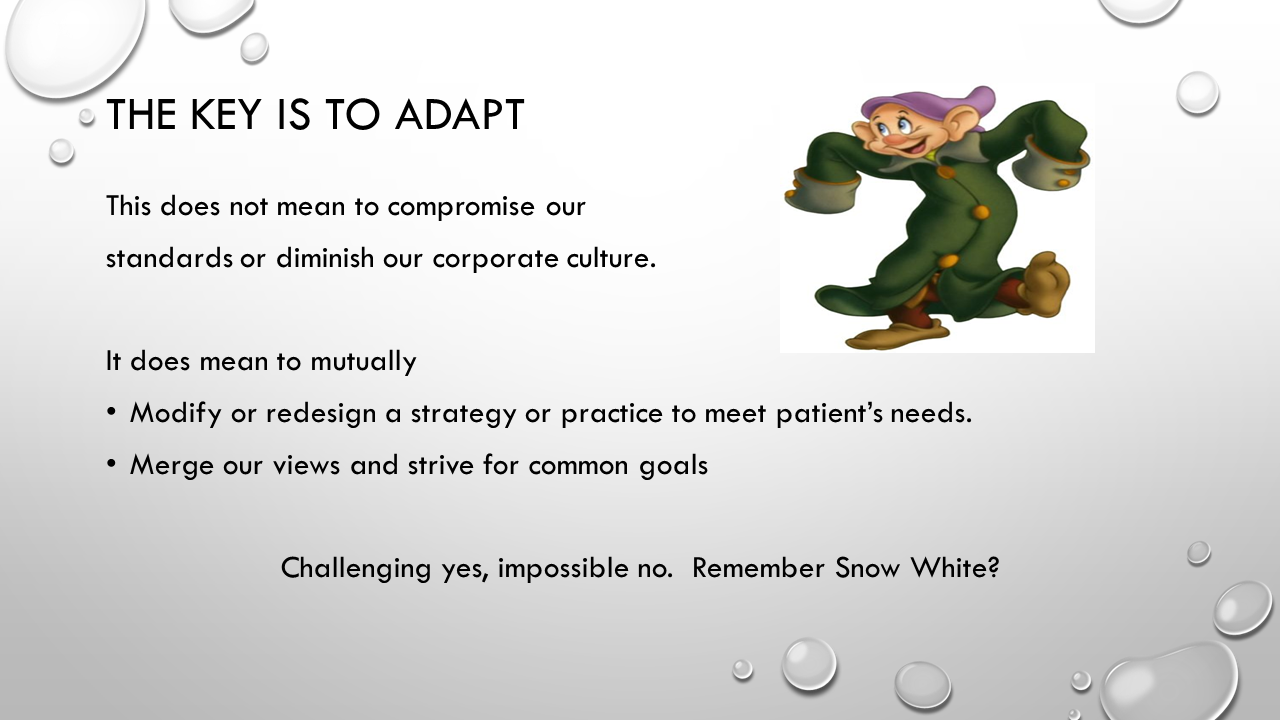 THE KEY IS TO ADAPT
This does not mean to compromise our
standards or diminish our corporate culture.
It does mean to mutually
• Modify or redesign a strategy or practice to meet patient’s needs.
• Merge our views and strive for common goals
Challenging yes, impossible no.  Remember Snow White?